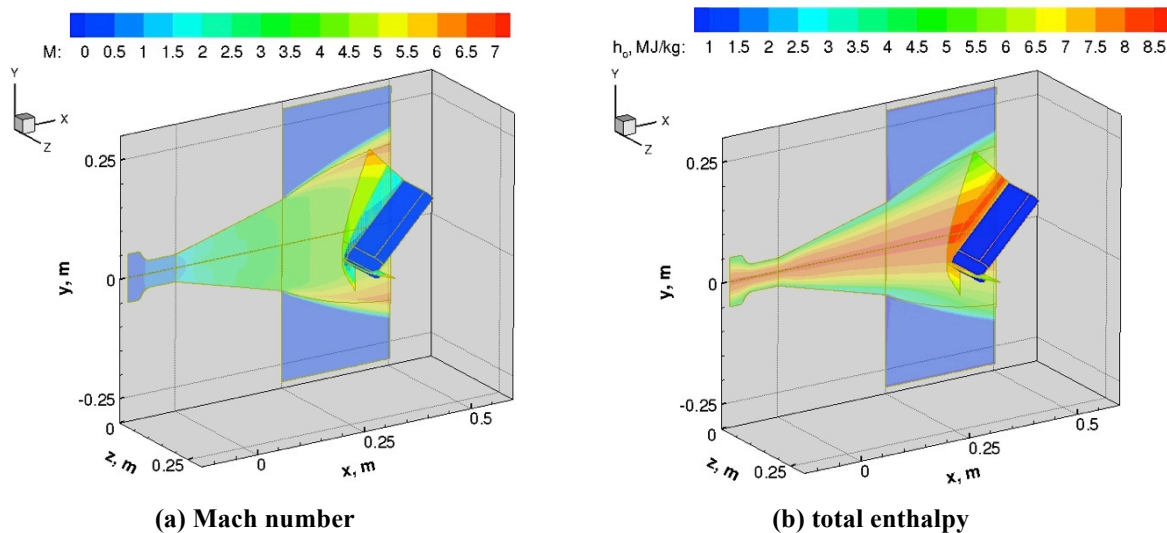 M: 0 0.5 1 1.5 2 2.5 3 3.5 4 4.5 5 5.5 6 6.5 7
Y
X
Z
0.25
0
-0.25
y, m
0
0.25
z, m
0
0.25
0.5
x, m
(a) Mach number
hₒ, MJ/kg: 1 1.5 2 2.5 3 3.5 4 4.5 5 5.5 6 6.5 7 7.5 8 8.5
Y
X
Z
0.25
0
-0.25
y, m
0
0.25
z, m
0
0.25
0.5
x, m
(b) total enthalpy